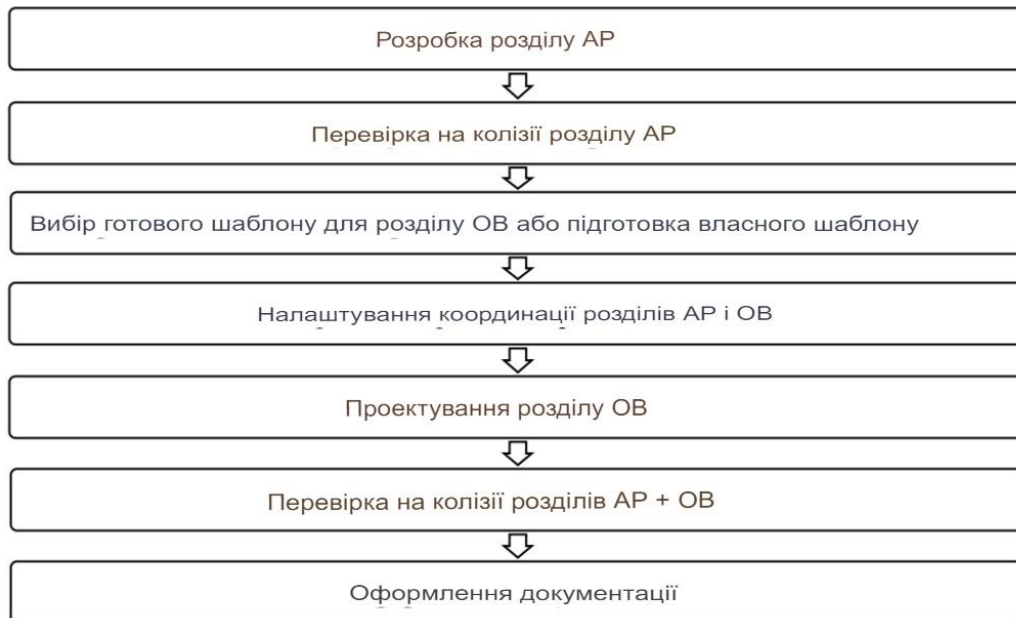 Розробка розділу АР
Перевірка на колізії розділу АР
Вибір готового шаблону для розділу ОВ або підготовка власного шаблону
Налаштування координації розділів АР і ОВ
Проектування розділу ОВ
Перевірка на колізії розділів АР + ОВ
Оформлення документації